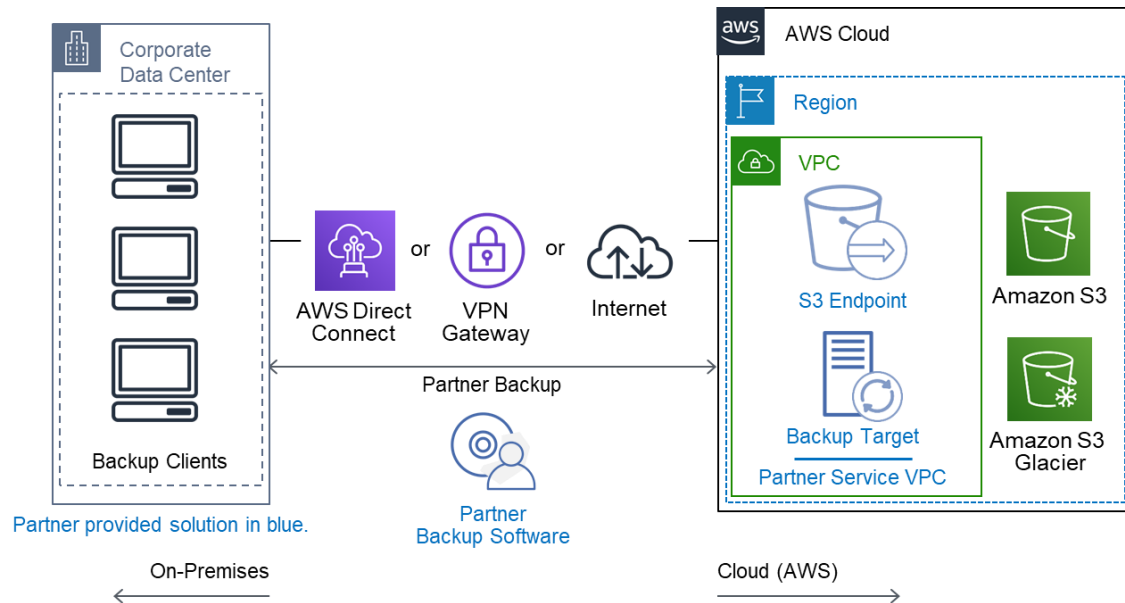 Corporate
Data Center
Backup Clients
Partner provided solution in blue.
On-Premises
AWS Direct
Connect
or
VPN
Gateway
or
Internet
Partner Backup
Partner
Backup Software
aws
AWS Cloud
Region
VPC
S3 Endpoint
Backup Target
Partner Service VPC
Amazon S3
Amazon S3
Glacier
Cloud (AWS)